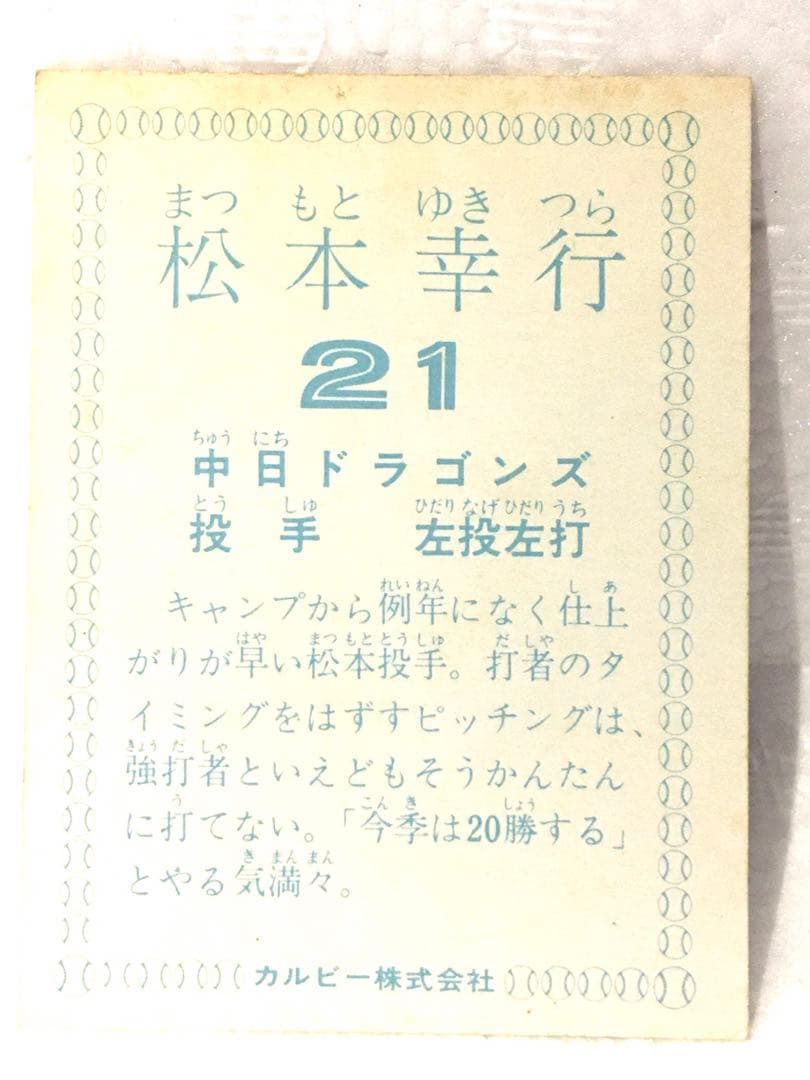 まつ もと ゆき つら
松本幸行
21
ちゅう にち
中日ドラゴンズ
とう しゅ ひだり なげ ひだり うち
投手 左投左打
れい ねん し あ
キャンプから例年になく仕上
はや まつ もと とう しゅ だ しゃ
がりが早い松本投手。打者のタ
イミングをはずすピッチングは、
きょう だ しゃ
強打者といえどもそうかんたん
う こん き しょう
に打てない。「今季は20勝する」
き まん まん
とやる気満々。
カルビー株式会社